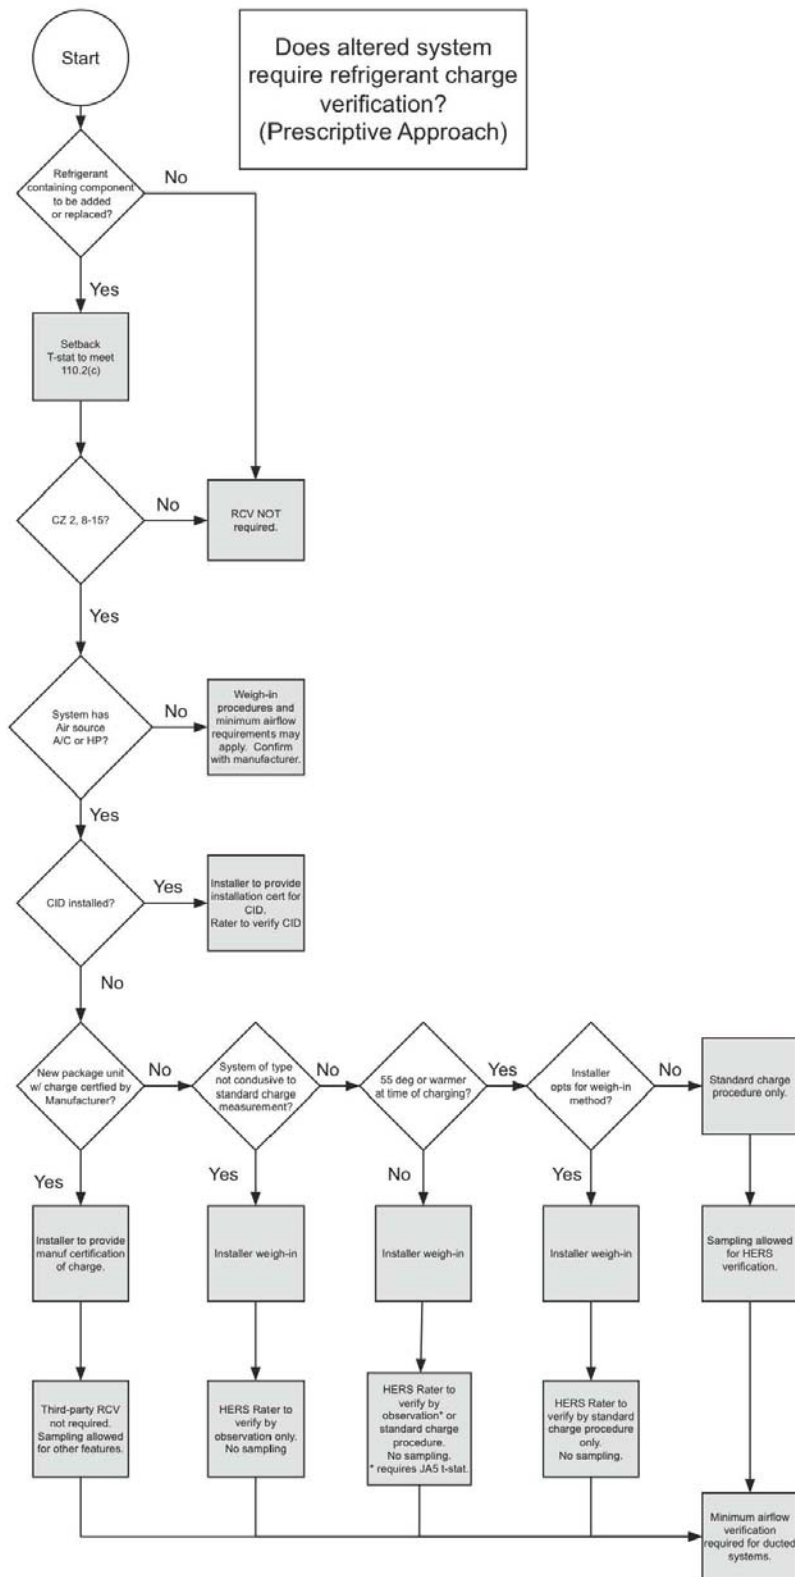 Start
Does altered system
require refrigerant charge
verification?
(Prescriptive Approach)
Refrigerant
containing component
to be added
or replaced?
No
Yes
Setback
T-stat to meet
110.2(c)
CZ 2, 8-15?
No
RCV NOT
required.
Yes
System has
Air source
A/C or HP?
No
Weigh-in
procedures and
minimum airflow
requirements may
apply. Confirm
with manufacturer.
Yes
CID installed?
Yes
Installer to provide
installation cert for
CID.
Rater to verify CID
No
New package unit
w/ charge certfied by
Manufacturer?
No
System of type
not condusive to
standard charge
measurement?
No
55 deg or warmer
at time of charging?
Yes
Installer
opts for weigh-in
method?
No
Standard charge
procedure only.
Yes
Yes
No
Yes
Installer to provide
manuf certification
of charge.
Installer weigh-in
Installer weigh-in
Installer weigh-in
Sampling allowed
for HERS
verification.
Third-party RCV
not required.
Sampling allowed
for other features.
HERS Rater to
verify by
observation only.
No sampling
HERS Rater to
verify by
observation* or
standard charge
procedure.
No sampling.
* requires JA5 t-stat.
HERS Rater to
verify by standard
charge procedure
only.
No sampling.
Minimum airflow
verification
required for ducted
systems.